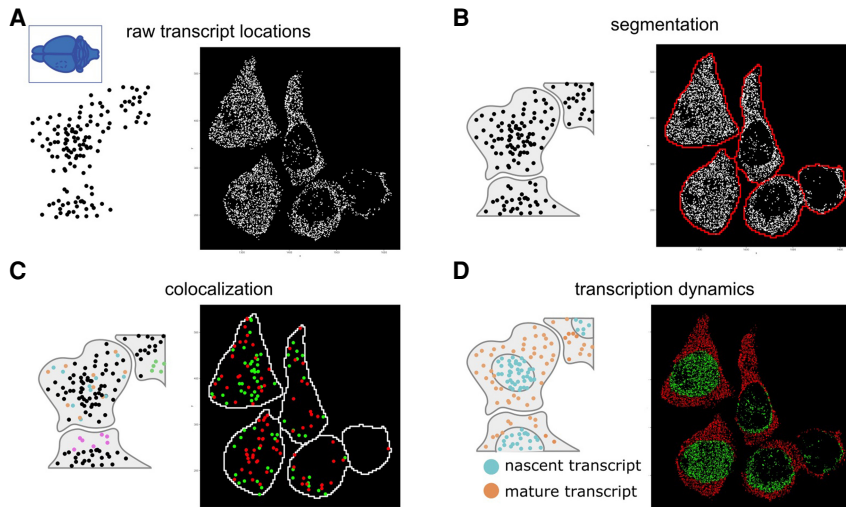 A
raw transcript locations
B
segmentation
C
colocalization
D
transcription dynamics
nascent transcript
mature transcript